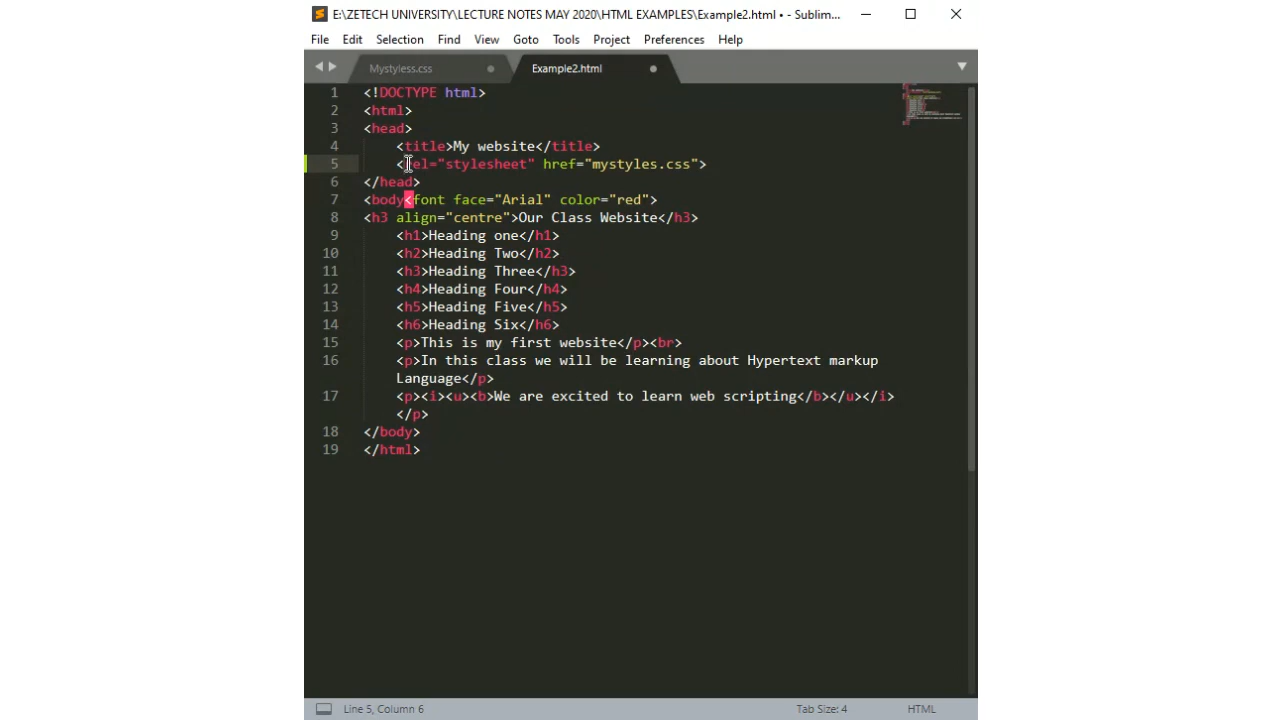 E:\ZETECH UNIVERSITY\LECTURE NOTES MAY 2020\HTML EXAMPLES\Example2.html • - Sublim...
File Edit Selection Find View Goto Tools Project Preferences Help
Mystyless.css Example2.html
1 <!DOCTYPE html>
2 <html>
3 <head>
4 <title>My website</title>
5 <rel="stylesheet" href="mystyles.css">
6 </head>
7 <body<font face="Arial" color="red">
8 <h3 align="centre">Our Class Website</h3>
9 <h1>Heading one</h1>
10 <h2>Heading Two</h2>
11 <h3>Heading Three</h3>
12 <h4>Heading Four</h4>
13 <h5>Heading Five</h5>
14 <h6>Heading Six</h6>
15 <p>This is my first website</p><br>
16 <p>In this class we will be learning about Hypertext markup
Language</p>
17 <p><i><u><b>We are excited to learn web scripting</b></u></i>
</p>
18 </body>
19 </html>
Line 5, Column 6 Tab Size: 4 HTML